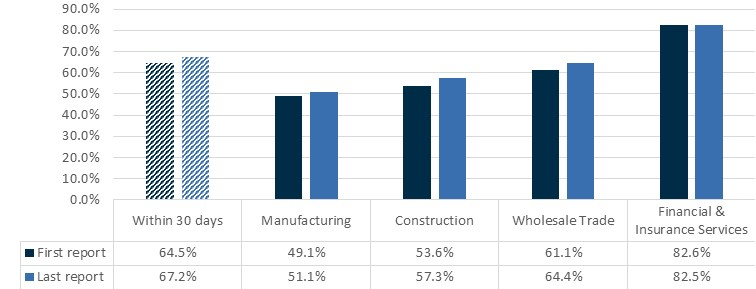 90.0%
80.0%
70.0%
60.0%
50.0%
40.0%
30.0%
20.0%
10.0%
0.0%
Within 30 days Manufacturing Construction Wholesale Trade Financial &
Insurance Services
First report 64.5% 49.1% 53.6% 61.1% 82.6%
Last report 67.2% 51.1% 57.3% 64.4% 82.5%